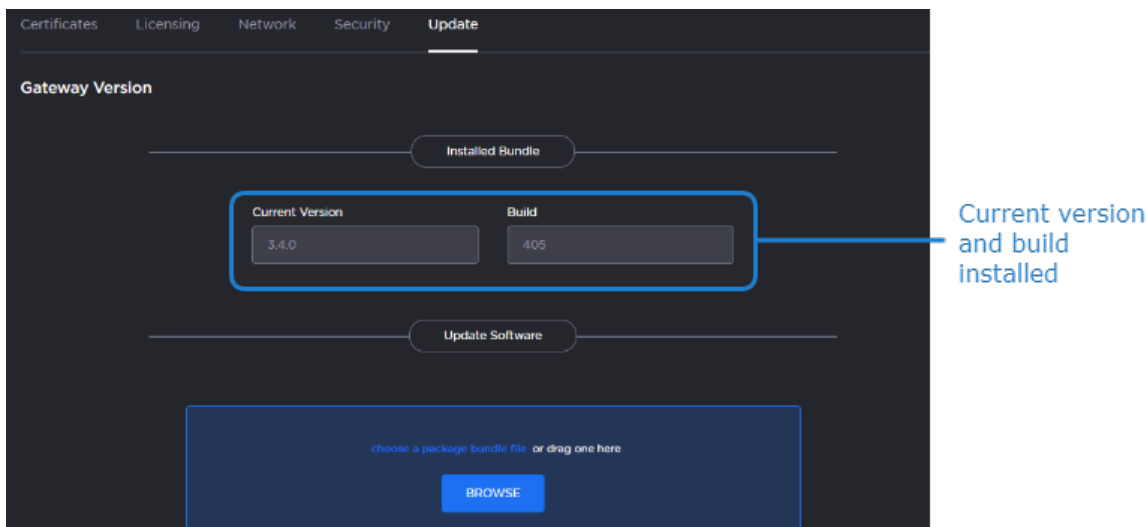 Certificates Licensing Network Security Update
Gateway Version
Installed Bundle
Current Version Build
3.4.0 405
Current version
and build
installed
Update Software
choose a package bundle file or drag one here
BROWSE